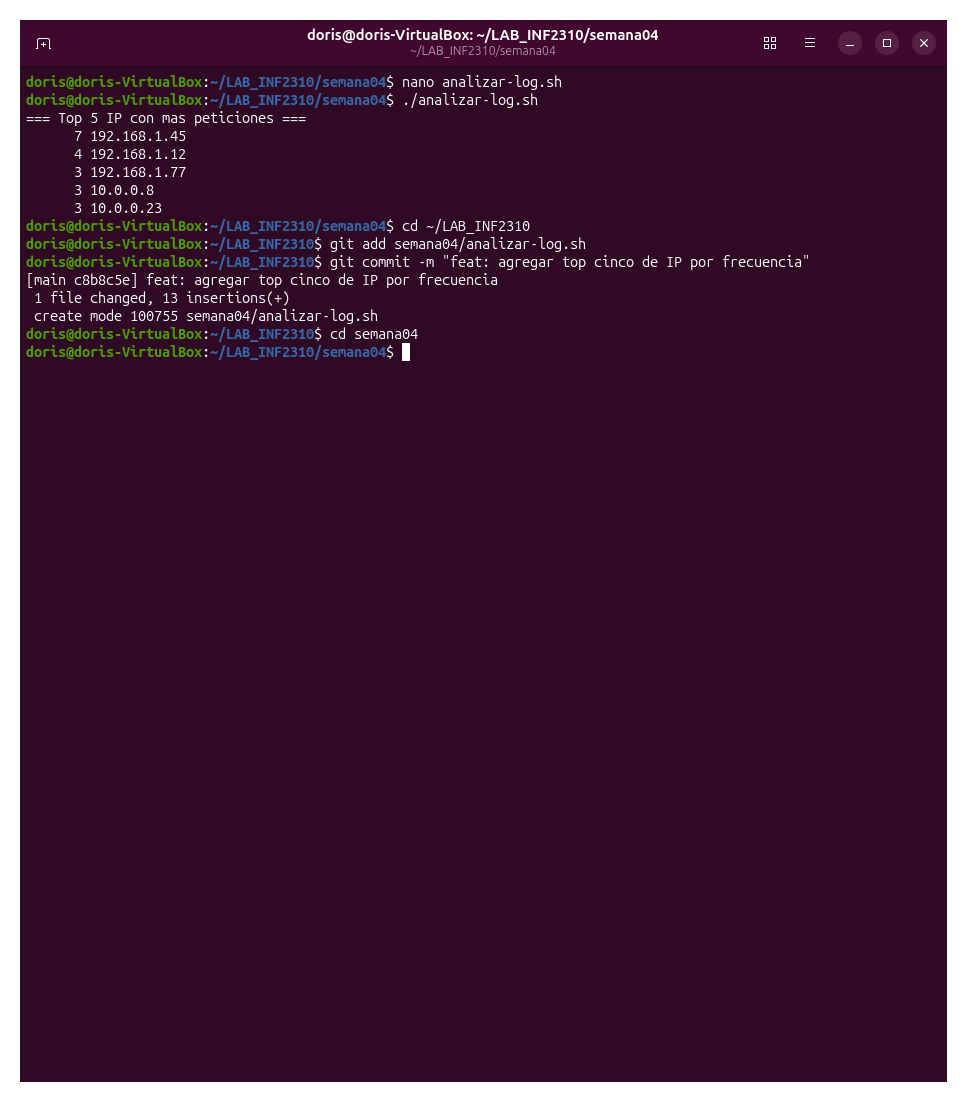 doris@doris-VirtualBox: ~/LAB_INF2310/semana04
~/LAB_INF2310/semana04
doris@doris-VirtualBox:~/LAB_INF2310/semana04$ nano analizar-log.sh
doris@doris-VirtualBox:~/LAB_INF2310/semana04$ ./analizar-log.sh
=== Top 5 IP con mas peticiones ===
      7 192.168.1.45
      4 192.168.1.12
      3 192.168.1.77
      3 10.0.0.8
      3 10.0.0.23
doris@doris-VirtualBox:~/LAB_INF2310/semana04$ cd ~/LAB_INF2310
doris@doris-VirtualBox:~/LAB_INF2310$ git add semana04/analizar-log.sh
doris@doris-VirtualBox:~/LAB_INF2310$ git commit -m "feat: agregar top cinco de IP por frecuencia"
[main c8b8c5e] feat: agregar top cinco de IP por frecuencia
 1 file changed, 13 insertions(+)
 create mode 100755 semana04/analizar-log.sh
doris@doris-VirtualBox:~/LAB_INF2310$ cd semana04
doris@doris-VirtualBox:~/LAB_INF2310/semana04$